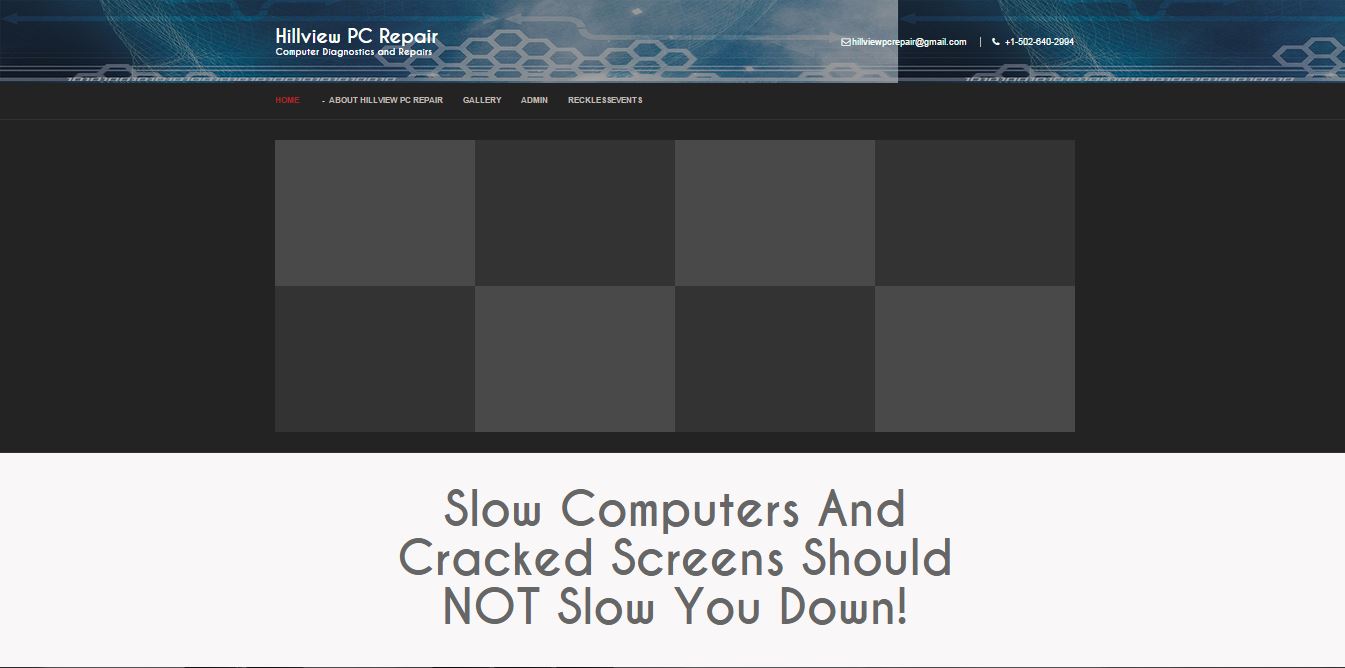 Hillview PC Repair
Computer Diagnostics and Repairs
hillviewpcrepair@gmail.com | +1-502-640-2994
HOME - ABOUT HILLVIEW PC REPAIR GALLERY ADMIN RECKLESSEVENTS
Slow Computers And
Cracked Screens Should
NOT Slow You Down!